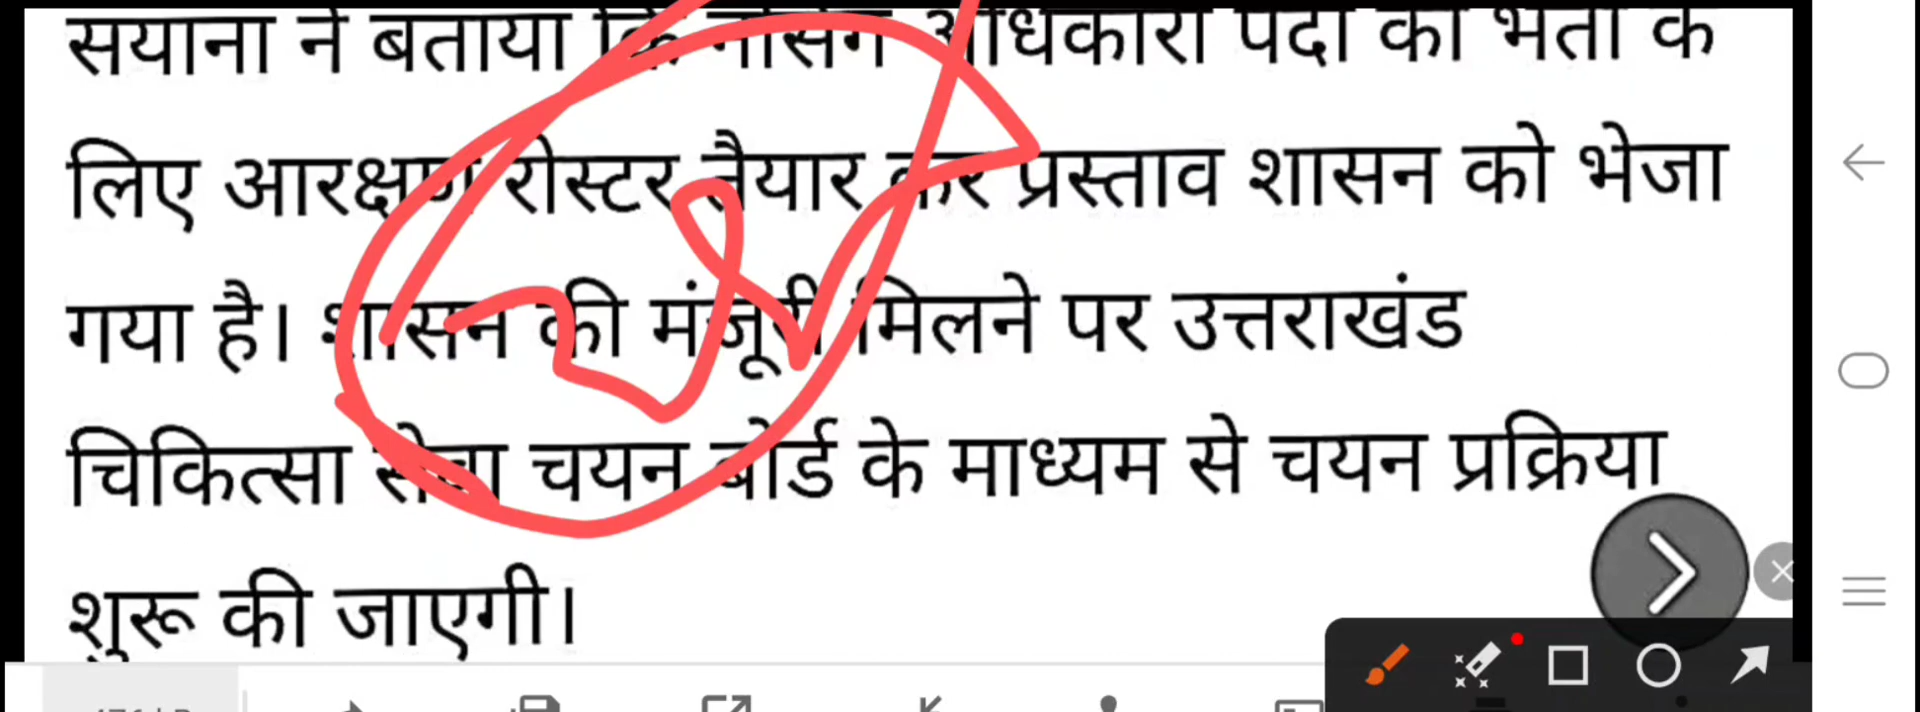 सयाना ने बताया कि नर्सिंग अधिकारी पदों की भर्ती के
लिए आरक्षण रोस्टर तैयार कर प्रस्ताव शासन को भेजा
गया है। शासन की मंजूरी मिलने पर उत्तराखंड
चिकित्सा सेवा चयन बोर्ड के माध्यम से चयन प्रक्रिया
शुरू की जाएगी।